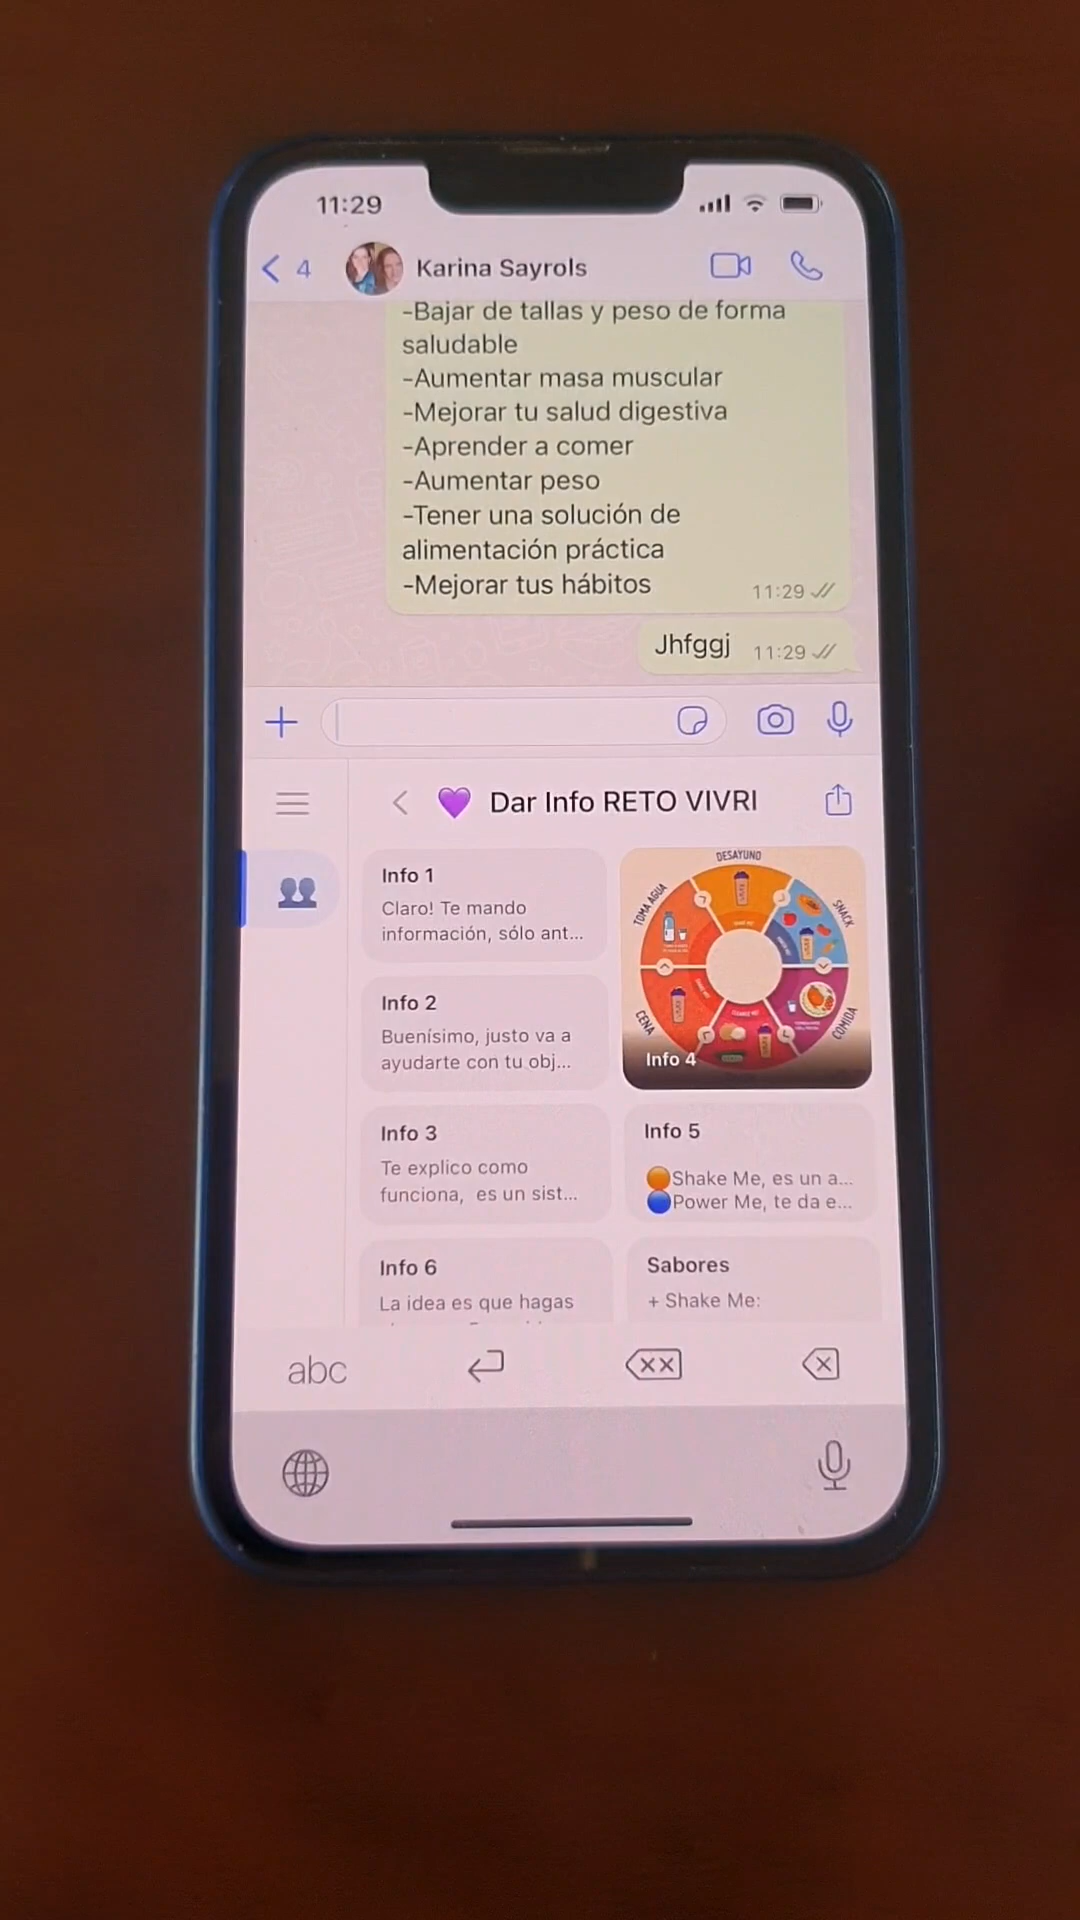 11:29
4
Karina Sayrols
-Bajar de tallas y peso de forma
saludable
-Aumentar masa muscular
-Mejorar tu salud digestiva
-Aprender a comer
-Aumentar peso
-Tener una solución de
alimentación práctica
-Mejorar tus hábitos
11:29
Jhfggj
11:29
Dar Info RETO VIVRI
Info 1
Claro! Te mando
información, sólo ant...
Info 2
Buenísimo, justo va a
ayudarte con tu obj...
Info 3
Te explico como
funciona, es un sist...
Info 6
La idea es que hagas
DESAYUNO
SNACK
COMIDA
CENA
TOMA AGUA
Info 4
Info 5
Shake Me, es un a...
Power Me, te da e...
Sabores
+ Shake Me:
abc